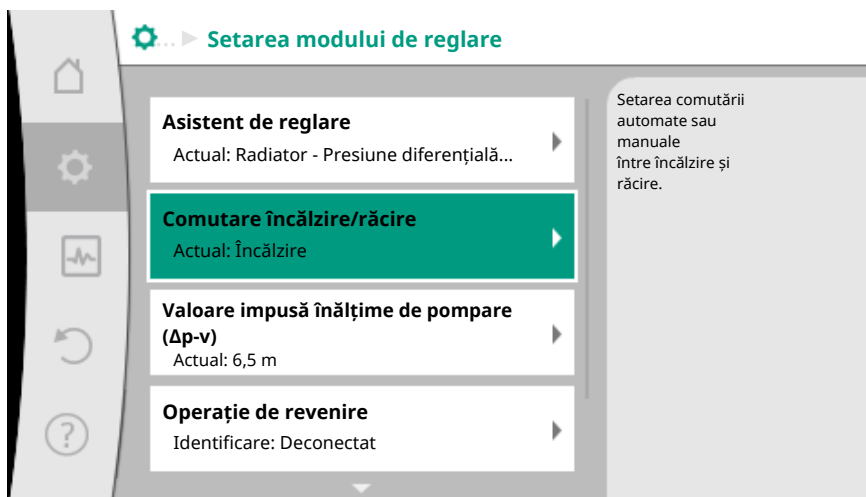 ... Setarea modului de reglare
Asistent de reglare
Actual: Radiator - Presiune diferențială...
Comutare încălzire/răcire
Actual: Încălzire
Valoare impusă înălțime de pompare
(Δp-v)
Actual: 6,5 m
Operație de revenire
Identificare: Deconectat
Setarea comutării
automate sau
manuale
între încălzire și
răcire.
?